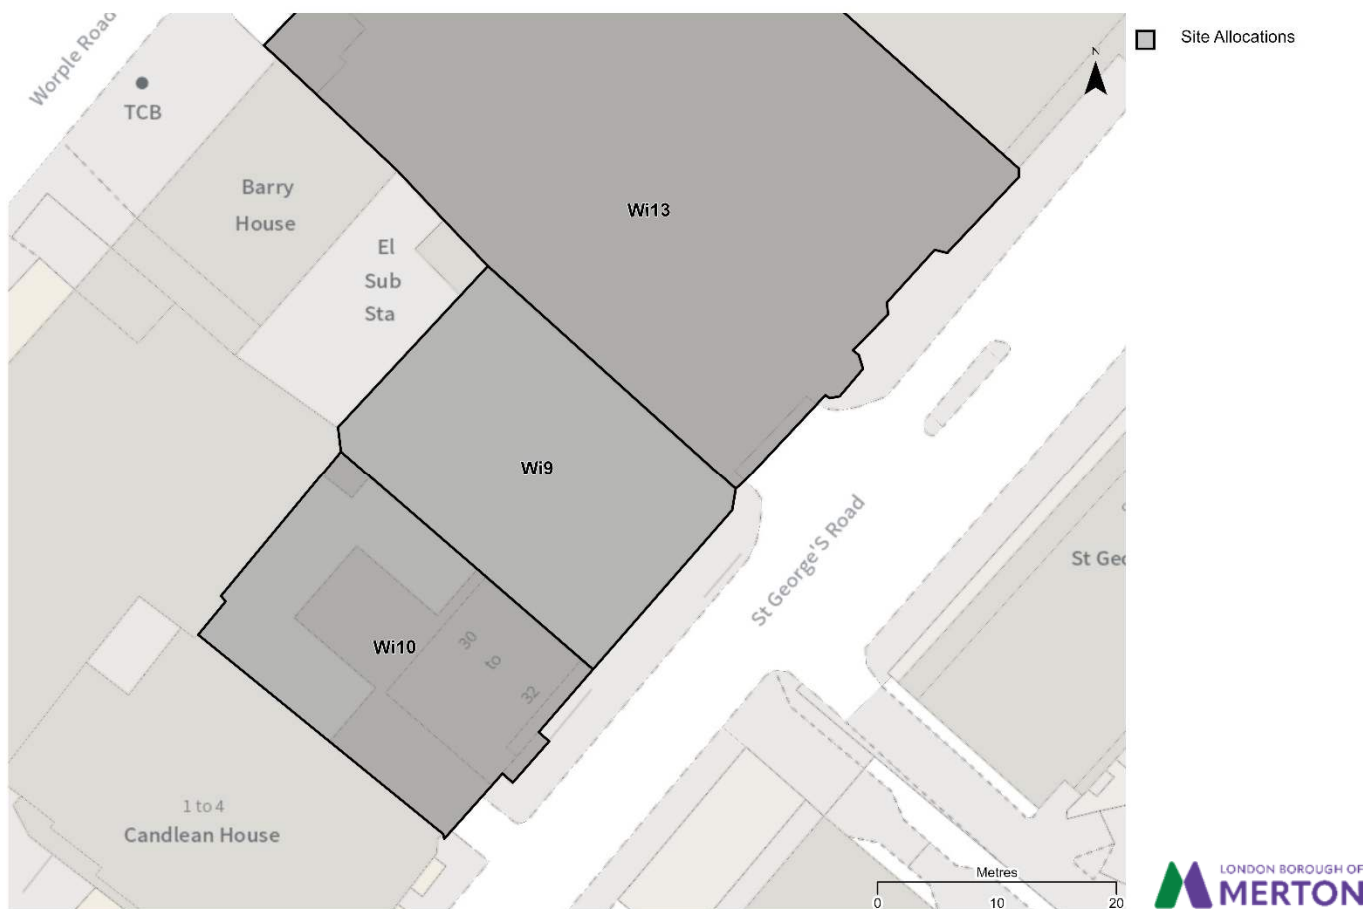 Site Allocations
N
Worple Road
TCB
Barry
House
El
Sub
Sta
Wi13
Wi9
Wi10
30
to
32
St George'S Road
St Geo
1 to 4
Candlean House
Metres
0 10 20
LONDON BOROUGH OF
MERTON